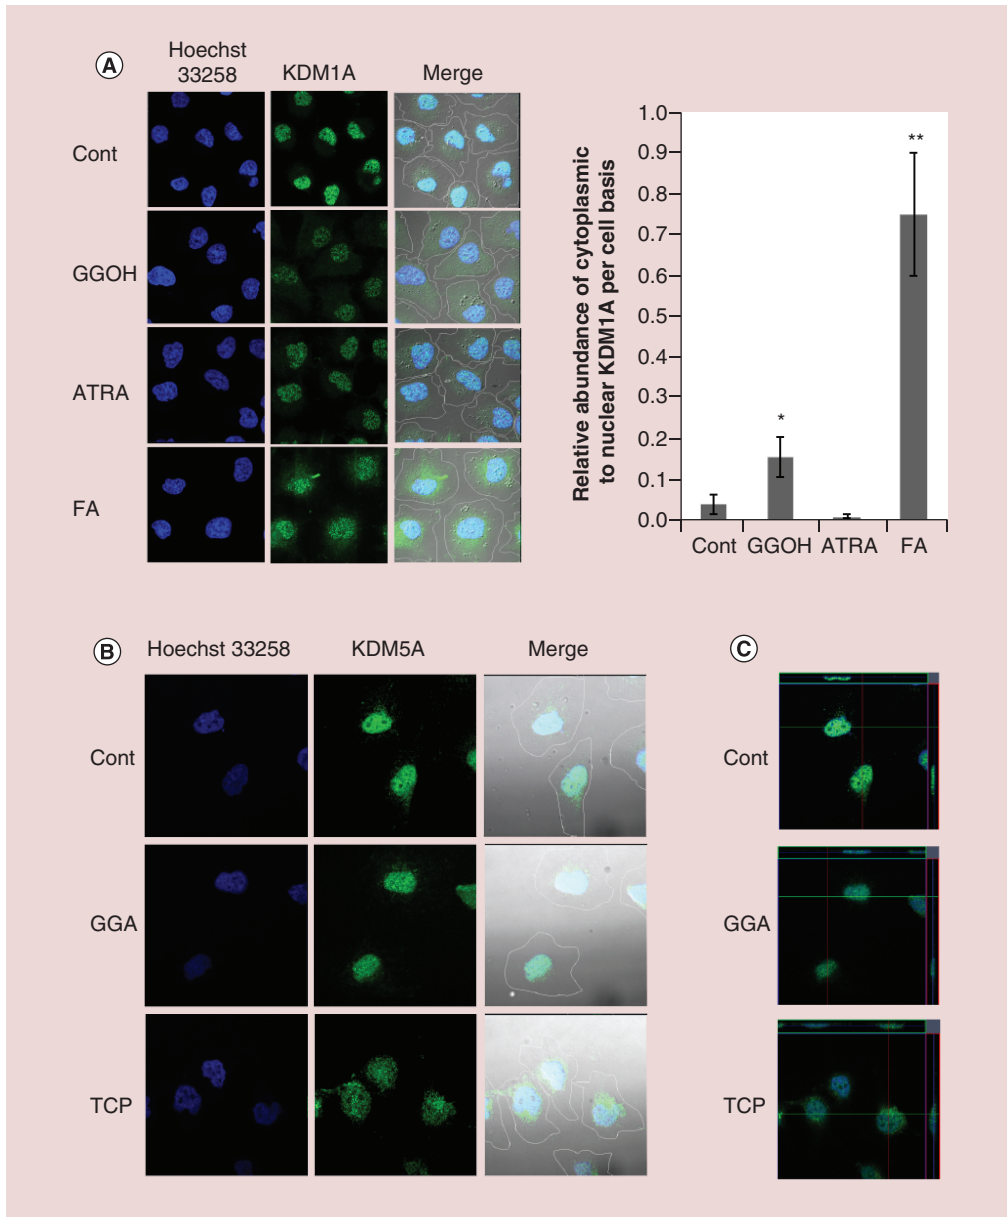 A
Hoechst
33258
KDM1A
Merge
Cont
GGOH
ATRA
FA
Relative abundance of cytoplasmic
to nuclear KDM1A per cell basis
1.0
0.9
0.8
0.7
0.6
0.5
0.4
0.3
0.2
0.1
0.0
*
**
Cont
GGOH
ATRA
FA
B
Hoechst 33258
KDM5A
Merge
Cont
GGA
TCP
C
Cont
GGA
TCP